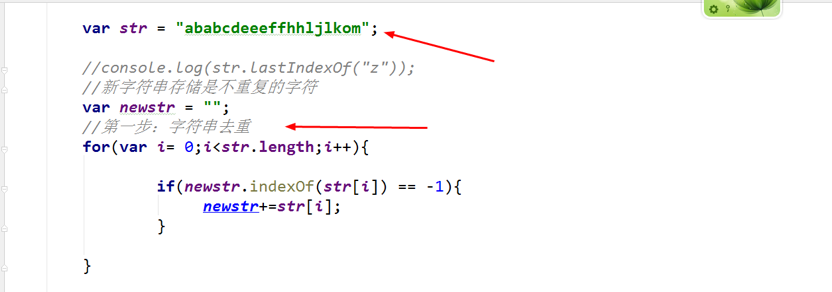 var str = "ababcdeeeffhhljlkom";
//console.log(str.lastIndexOf("z"));
//新字符串存储是不重复的字符
var newstr = "";
//第一步：字符串去重
for(var i= 0;i<str.length;i++){
if(newstr.indexOf(str[i]) == -1){
newstr+=str[i];
}
}